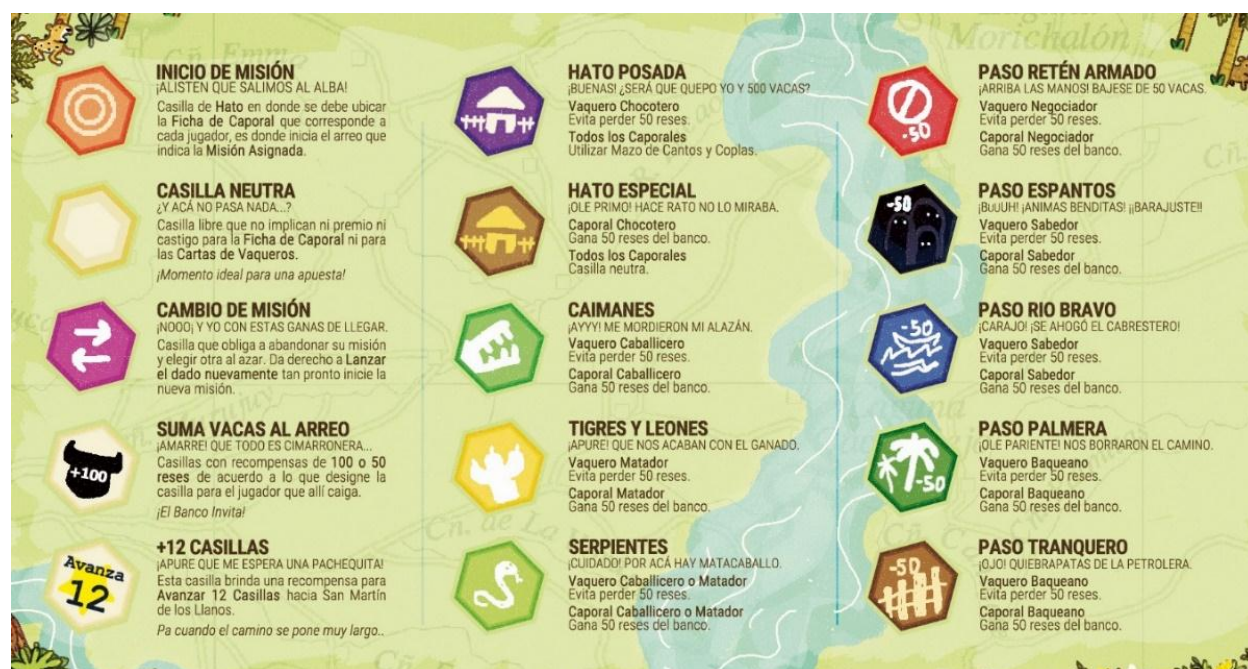 INICIO DE MISIÓN
¡ALISTEN QUE SALIMOS AL ALBA!
Casilla de Hato en donde se debe ubicar
la Ficha de Caporal que corresponde a
cada jugador, es donde inicia el arreo que
indica la Misión Asignada.
CASILLA NEUTRA
¿Y ACÁ NO PASA NADA...?
Casilla libre que no implican ni premio ni
castigo para la Ficha de Caporal ni para
las Cartas de Vaqueros.
¡Momento ideal para una apuesta!
CAMBIO DE MISIÓN
¡NOOO¡ Y YO CON ESTAS GANAS DE LLEGAR.
Casilla que obliga a abandonar su misión
y elegir otra al azar. Da derecho a Lanzar
el dado nuevamente tan pronto inicie la
nueva misión.
+100
SUMA VACAS AL ARREO
¡AMARRE! QUE TODO ES CIMARRONERA...
Casillas con recompensas de 100 o 50
reses de acuerdo a lo que designe la
casilla para el jugador que allí caiga.
¡El Banco Invita!
Avanza
12
+12 CASILLAS
¡APURE QUE ME ESPERA UNA PACHEQUITA!
Esta casilla brinda una recompensa para
Avanzar 12 Casillas hacia San Martín
de los Llanos.
Pa cuando el camino se pone muy largo..
HATO POSADA
¡BUENAS! ¿SERÁ QUE QUEPO YO Y 500 VACAS?
Vaquero Chocotero
Evita perder 50 reses.
Todos los Caporales
Utilizar Mazo de Cantos y Coplas.
HATO ESPECIAL
¡OLE PRIMO! HACE RATO NO LO MIRABA.
Caporal Chocotero
Gana 50 reses del banco.
Todos los Caporales
Casilla neutra.
CAIMANES
¡AYYY! ME MORDIERON MI ALAZÁN.
Vaquero Caballicero
Evita perder 50 reses.
Caporal Caballicero
Gana 50 reses del banco.
TIGRES Y LEONES
¡APURE! QUE NOS ACABAN CON EL GANADO.
Vaquero Matador
Evita perder 50 reses.
Caporal Matador
Gana 50 reses del banco.
SERPIENTES
¡CUIDADO! POR ACÁ HAY MATACABALLO.
Vaquero Caballicero o Matador
Evita perder 50 reses.
Caporal Caballicero o Matador
Gana 50 reses del banco.
Morichalón
-50
PASO RETÉN ARMADO
¡ARRIBA LAS MANOS! BAJESE DE 50 VACAS.
Vaquero Negociador
Evita perder 50 reses.
Caporal Negociador
Gana 50 reses del banco.
-50
PASO ESPANTOS
¡BUUUH! ¡ANIMAS BENDITAS! ¡¡BARAJUSTE!!
Vaquero Sabedor
Evita perder 50 reses.
Caporal Sabedor
Gana 50 reses del banco.
-50
PASO RIO BRAVO
¡CARAJO! ¡SE AHOGÓ EL CABRESTERO!
Vaquero Sabedor
Evita perder 50 reses.
Caporal Sabedor
Gana 50 reses del banco.
-50
PASO PALMERA
¡OLE PARIENTE! NOS BORRARON EL CAMINO.
Vaquero Baqueano
Evita perder 50 reses.
Caporal Baqueano
Gana 50 reses del banco.
-50
PASO TRANQUERO
¡OJO! QUIEBRAPATAS DE LA PETROLERA.
Vaquero Baqueano
Evita perder 50 reses.
Caporal Baqueano
Gana 50 reses del banco.